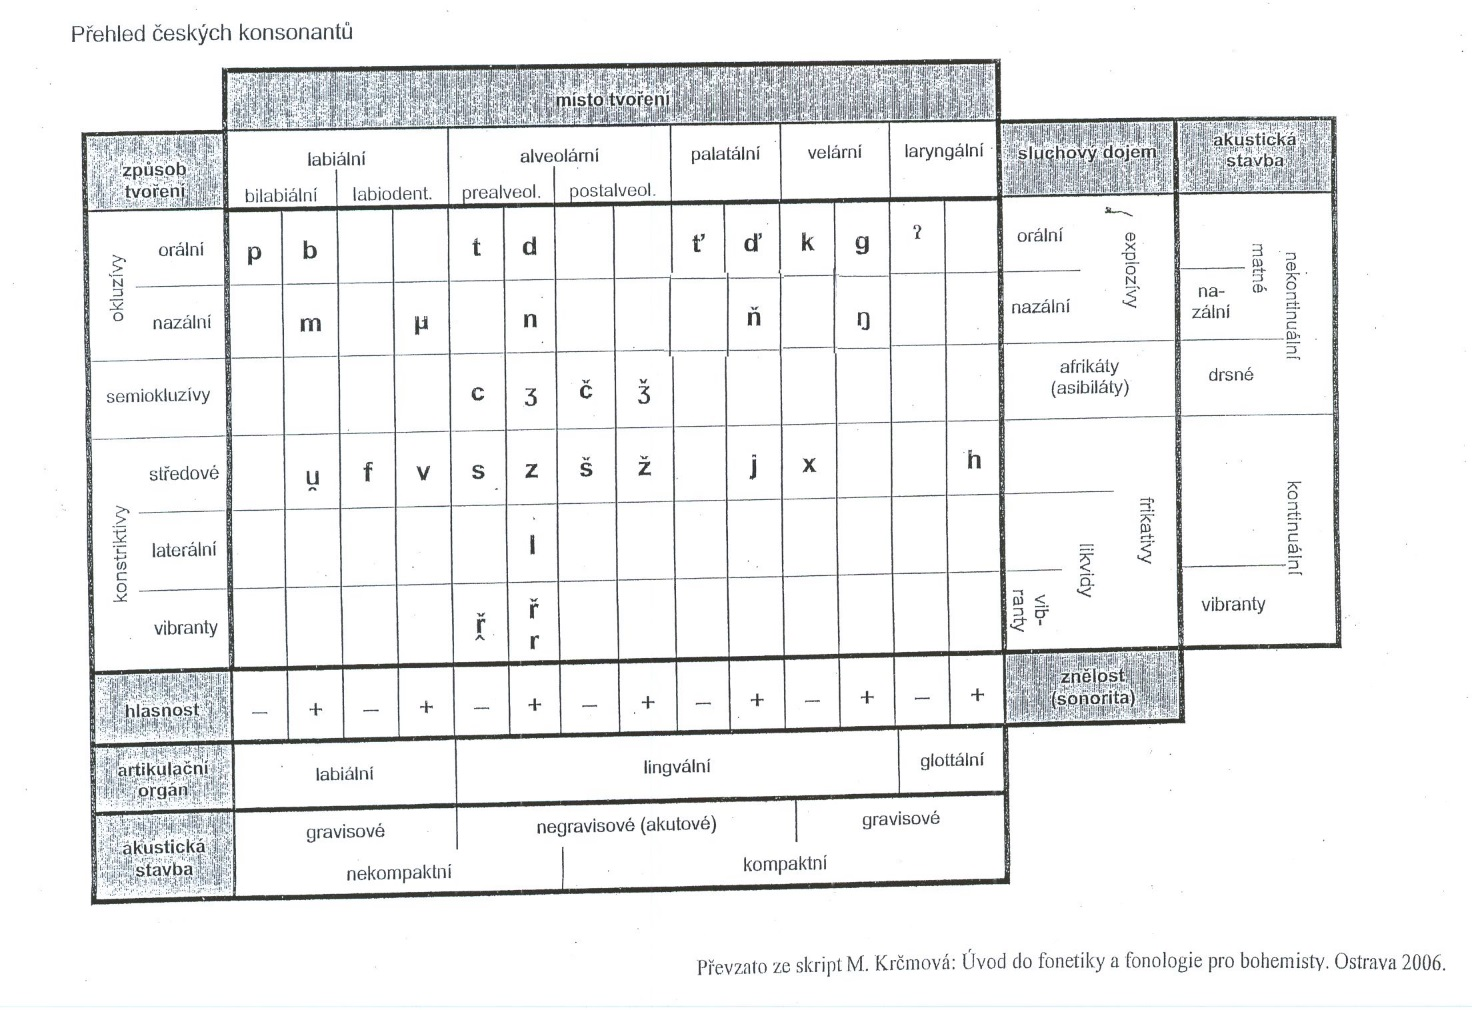 Přehled českých konsonantů
místo tvoření
způsob tvoření labiální alveolární palatální velární laryngální sluchový dojem akustická stavba
bilabiální labiodent. prealveol. postalveol.
okluzívy orální p b t d ť ď k g ʔ orální explozívy matné nekontinuální
nazální m µ n ň ŋ nazální na-zální
semiokluzívy c ʒ č ǯ afrikáty (asibiláty) drsné
konstriktivy středové u̯ f v s z š ž j x h frikativy kontinuální
laterální l likvidy
vibranty ř̭ ř r vib-ranty vibranty
hlasnost – + – + – + – + – + – + – + znělost (sonorita)
artikulační orgán labiální lingvální glottální
akustická stavba gravisové negravisové (akutové) gravisové
nekompaktní kompaktní
Převzato ze skript M. Krčmová: Úvod do fonetiky a fonologie pro bohemisty. Ostrava 2006.